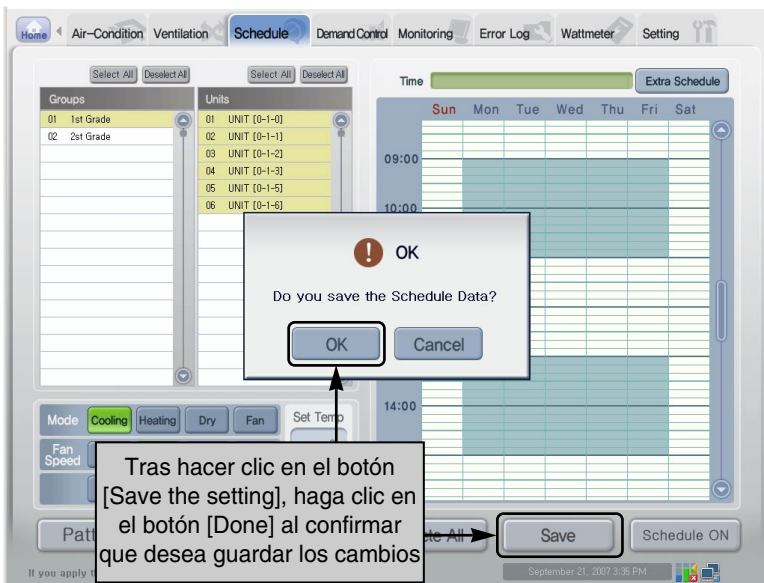 Home Air-Condition Ventilation Schedule Demand Control Monitoring Error Log Wattmeter Setting
Select All Deselect All Select All Deselect All
Time Extra Schedule
Groups
01 1st Grade
02 2st Grade
Units
01 UNIT [0-1-0]
02 UNIT [0-1-1]
03 UNIT [0-1-2]
04 UNIT [0-1-3]
05 UNIT [0-1-5]
06 UNIT [0-1-6]
Sun Mon Tue Wed Thu Fri Sat
09:00
10:00
14:00
OK
Do you save the Schedule Data?
OK Cancel
Mode Cooling Heating Dry Fan Set Temp
Fan
Speed
Tras hacer clic en el botón
[Save the setting], haga clic en
el botón [Done] al confirmar
que desea guardar los cambios
All Save Schedule ON
If you apply
September 21, 2007 3:35 PM